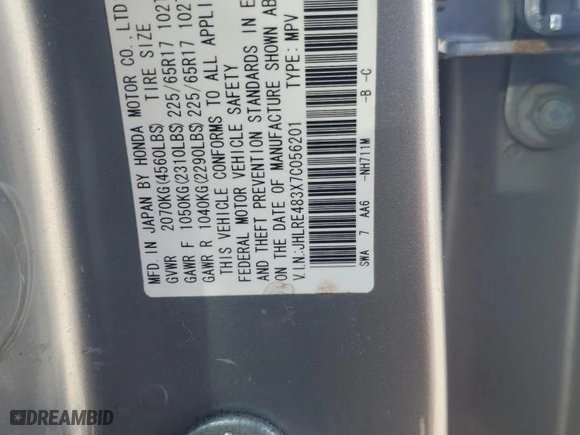 MFD. IN JAPAN BY HONDA MOTOR CO., LTD
TIRE SIZE
GVWR 2070KG(4560LBS)
GAWR F 1050KG(2310LBS) 225/65R17 102T
GAWR R 1040KG(2290LBS) 225/65R17 102T
THIS VEHICLE CONFORMS TO ALL APPLI
FEDERAL MOTOR VEHICLE SAFETY
AND THEFT PREVENTION STANDARDS IN E
ON THE DATE OF MANUFACTURE SHOWN AB
V.I.N:JHLRE483X7C056201 TYPE: MPV
SWA 7 AA6 -NH711M -B -C
DREAMBID